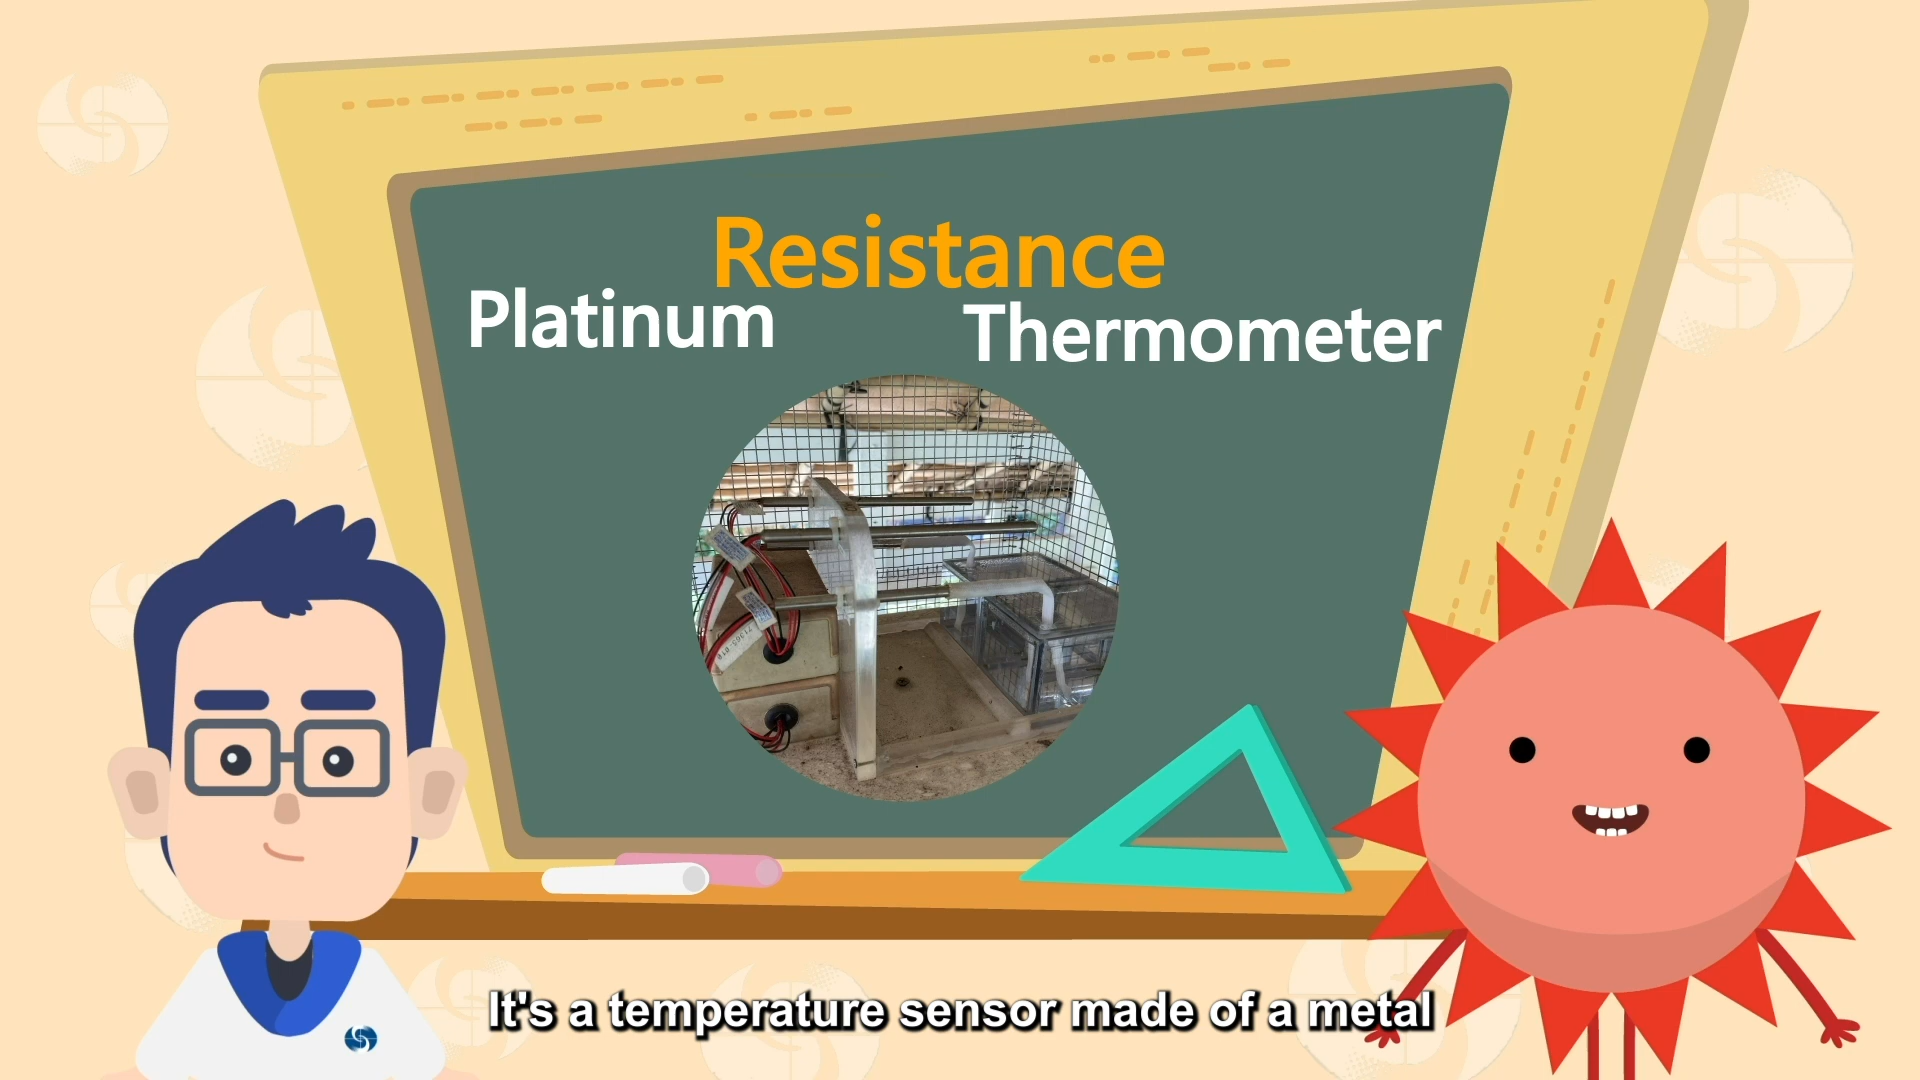 Resistance
Platinum
Thermometer
It's a temperature sensor made of a metal